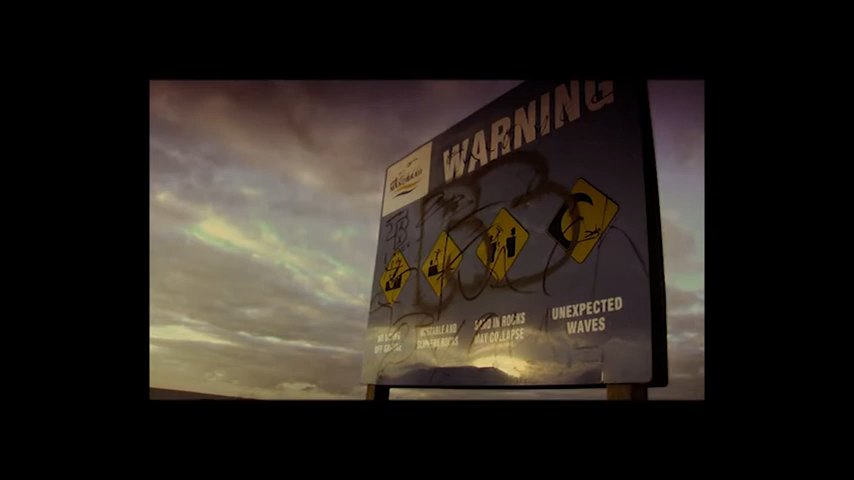 WARNING
UNSTABLE AND
SLIPPERY ROCKS
SAND IN ROCKS
MAY COLLAPSE
UNEXPECTED
WAVES